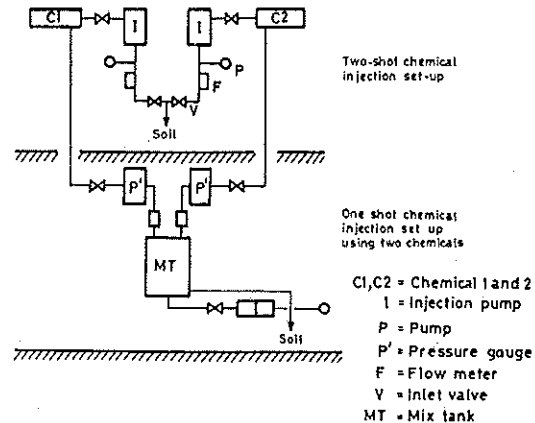 C1
I
I
C2
P
F
V
Soil
Two-shot chemical
injection set-up
P'
P'
MT
Soil
One shot chemical
injection set up
using two chemicals
C1,C2 = Chemical 1 and 2
I = Injection pump
P = Pump
P' = Pressure gauge
F = Flow meter
V = Inlet valve
MT = Mix tank